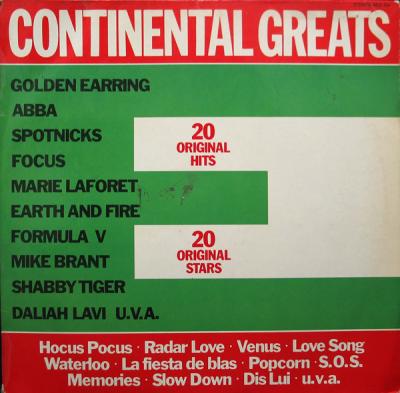 CONTINENTAL GREATS
GOLDEN EARRING
ABBA
SPOTNICKS
FOCUS
MARIE LAFORET
EARTH AND FIRE
FORMULA V
MIKE BRANT
SHABBY TIGER
DALIAH LAVI U.V.A.
20
ORIGINAL
HITS
20
ORIGINAL
STARS
Hocus Pocus · Radar Love · Venus · Love Song
Waterloo · La fiesta de blas · Popcorn · S.O.S.
Memories · Slow Down · Dis Lui · u.v.a.